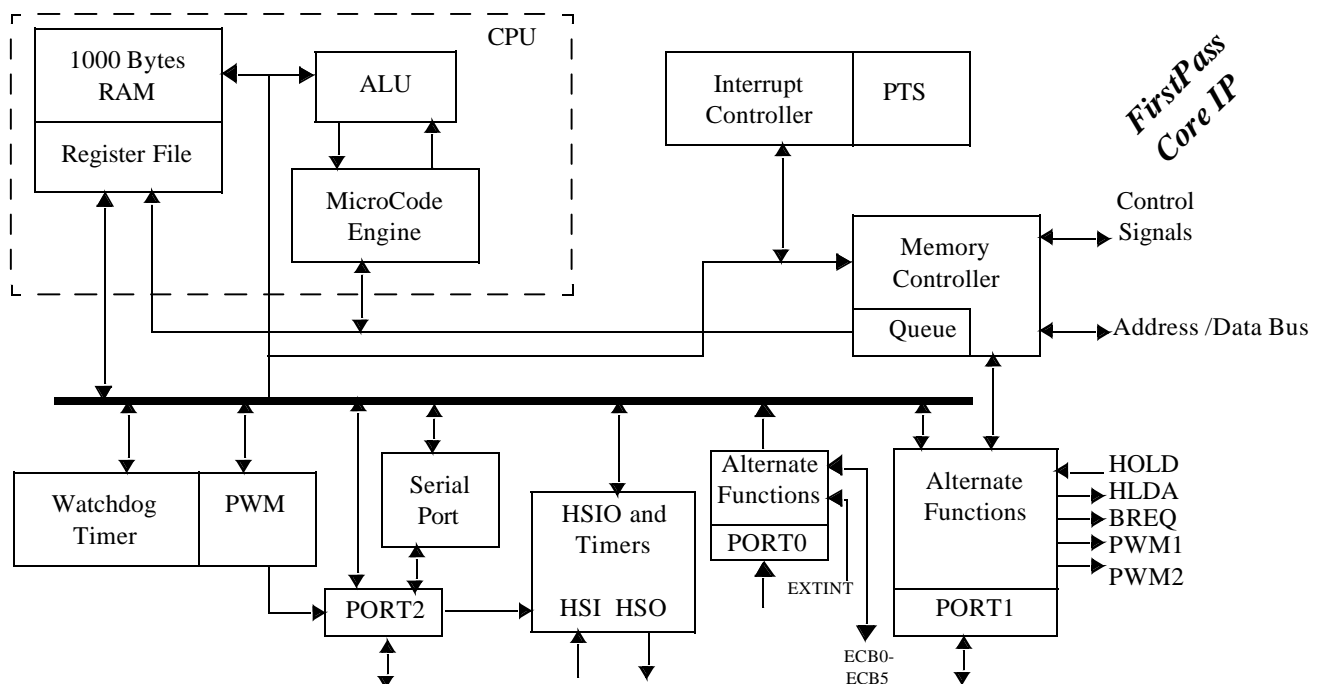 CPU
1000 Bytes
RAM
Register File
ALU
MicroCode
Engine
Interrupt
Controller
PTS
FirstPass
Core IP
Control
Signals
Memory
Controller
Queue
Address /Data Bus
Watchdog
Timer
PWM
Serial
Port
PORT2
HSIO and
Timers
HSI HSO
Alternate
Functions
PORT0
EXTINT
ECB0-
ECB5
Alternate
Functions
PORT1
HOLD
HLDA
BREQ
PWM1
PWM2